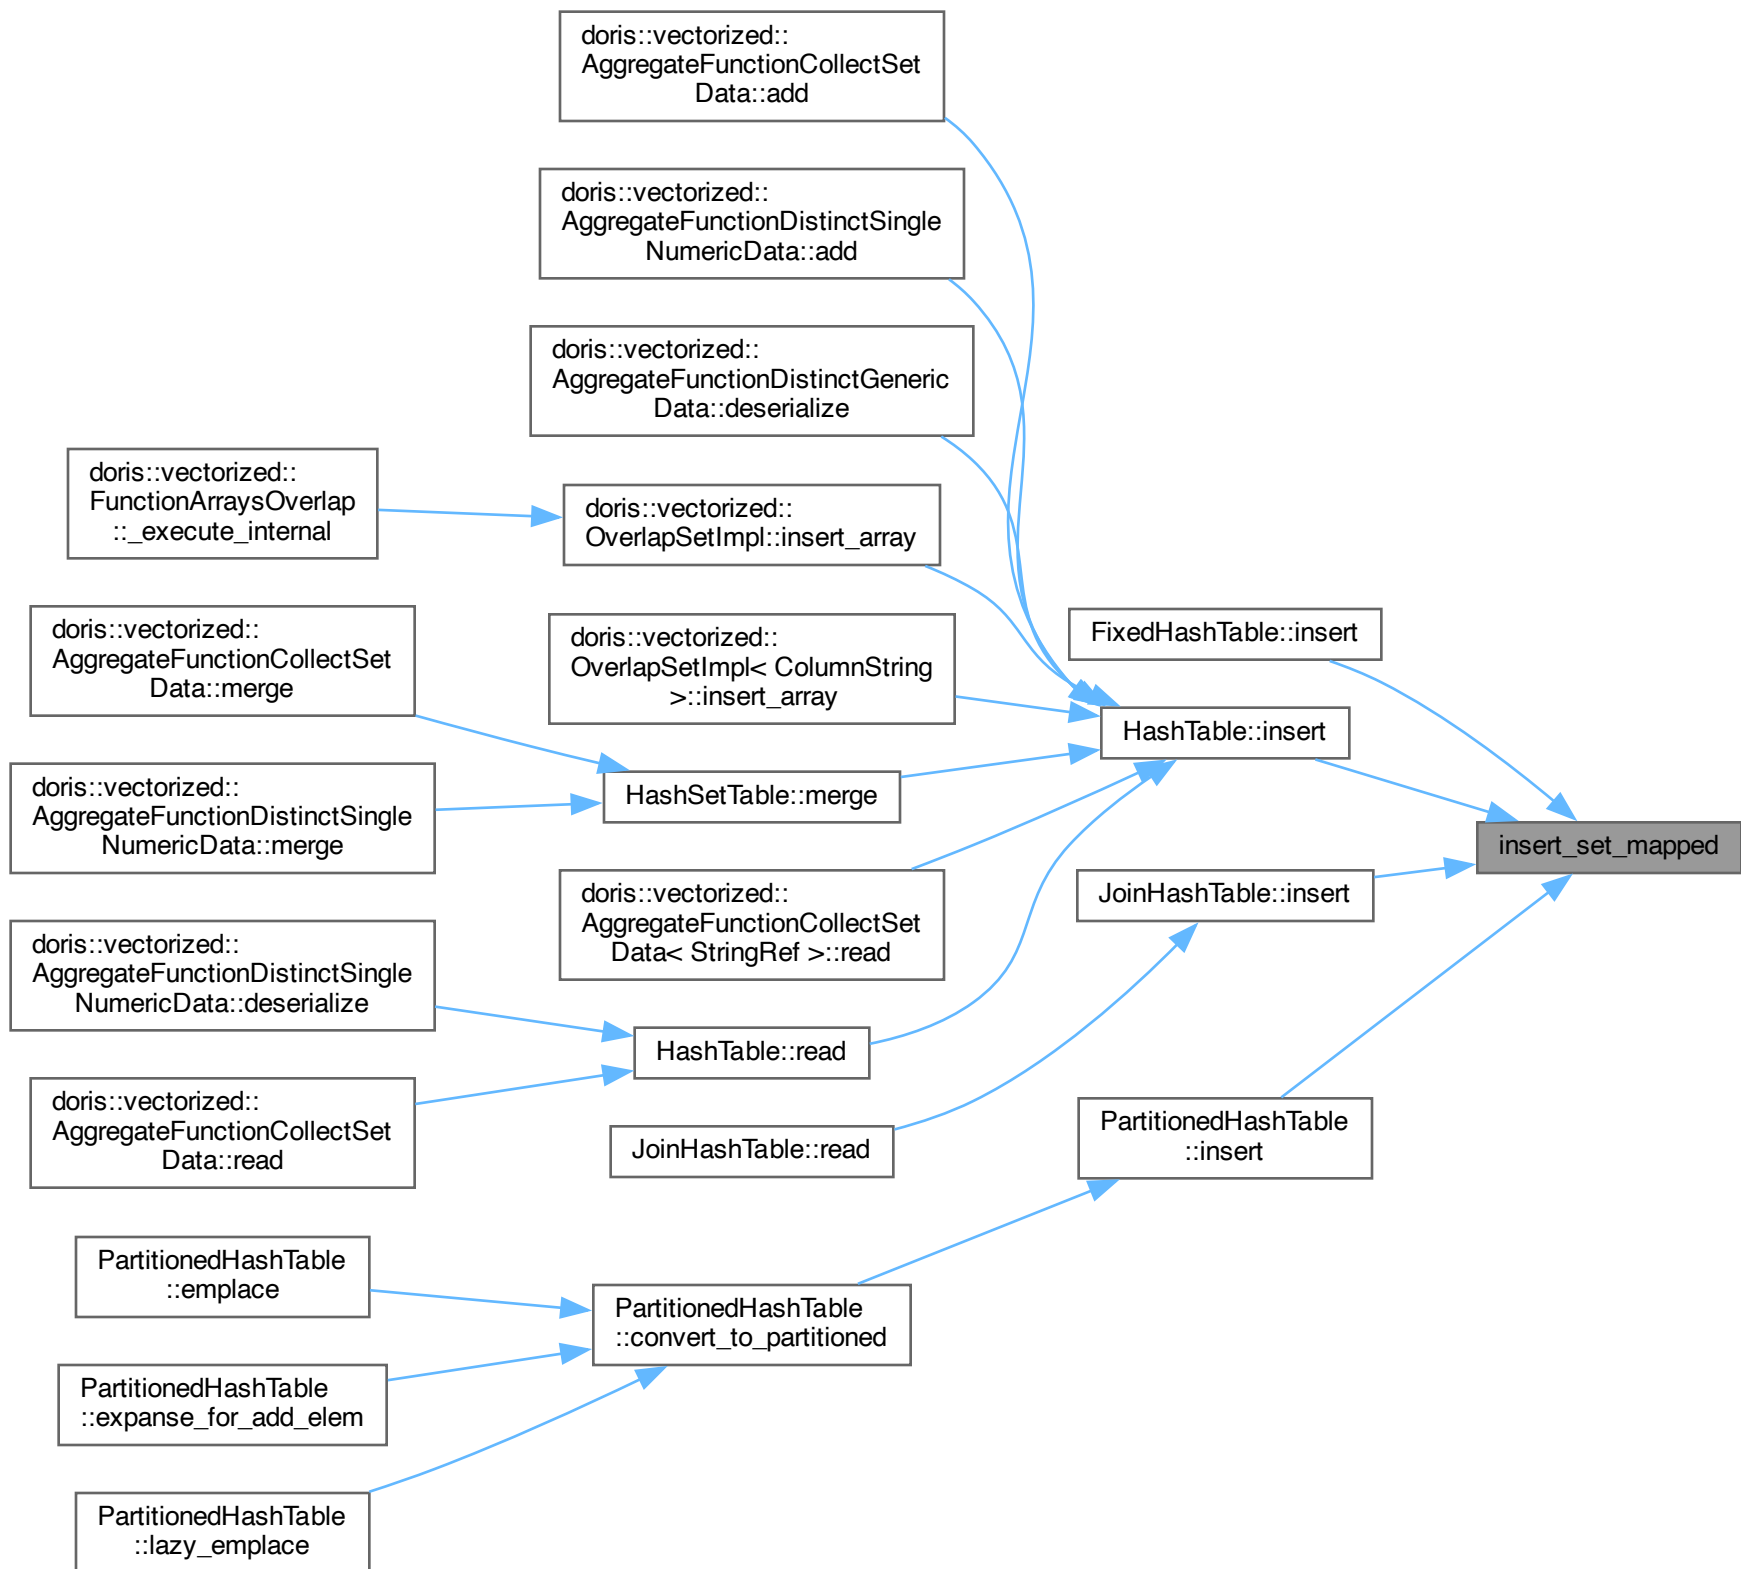 doris::vectorized::
AggregateFunctionCollectSet
Data::add
doris::vectorized::
AggregateFunctionDistinctSingle
NumericData::add
doris::vectorized::
AggregateFunctionDistinctGeneric
Data::deserialize
doris::vectorized::
FunctionArraysOverlap
::_execute_internal
doris::vectorized::
OverlapSetImpl::insert_array
doris::vectorized::
AggregateFunctionCollectSet
Data::merge
doris::vectorized::
OverlapSetImpl< ColumnString
>::insert_array
FixedHashTable::insert
HashTable::insert
doris::vectorized::
AggregateFunctionDistinctSingle
NumericData::merge
HashSetTable::merge
insert_set_mapped
doris::vectorized::
AggregateFunctionCollectSet
Data< StringRef >::read
JoinHashTable::insert
doris::vectorized::
AggregateFunctionDistinctSingle
NumericData::deserialize
HashTable::read
doris::vectorized::
AggregateFunctionCollectSet
Data::read
JoinHashTable::read
PartitionedHashTable
::insert
PartitionedHashTable
::emplace
PartitionedHashTable
::convert_to_partitioned
PartitionedHashTable
::expanse_for_add_elem
PartitionedHashTable
::lazy_emplace